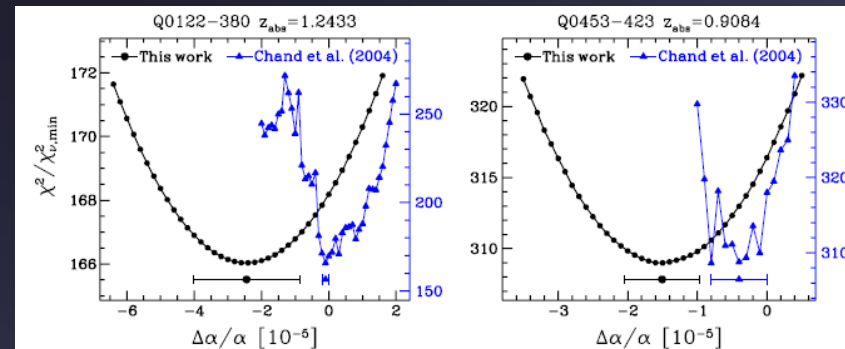 Q0122−380 z_abs=1.2433
This work Chand et al. (2004)
χ²/χ²_ν,min
172
170
168
166
250
200
150
−6 −4 −2 0 2
Δα/α [10⁻⁵]
Q0453−423 z_abs=0.9084
This work Chand et al. (2004)
320
315
310
330
320
310
−3 −2 −1 0
Δα/α [10⁻⁵]